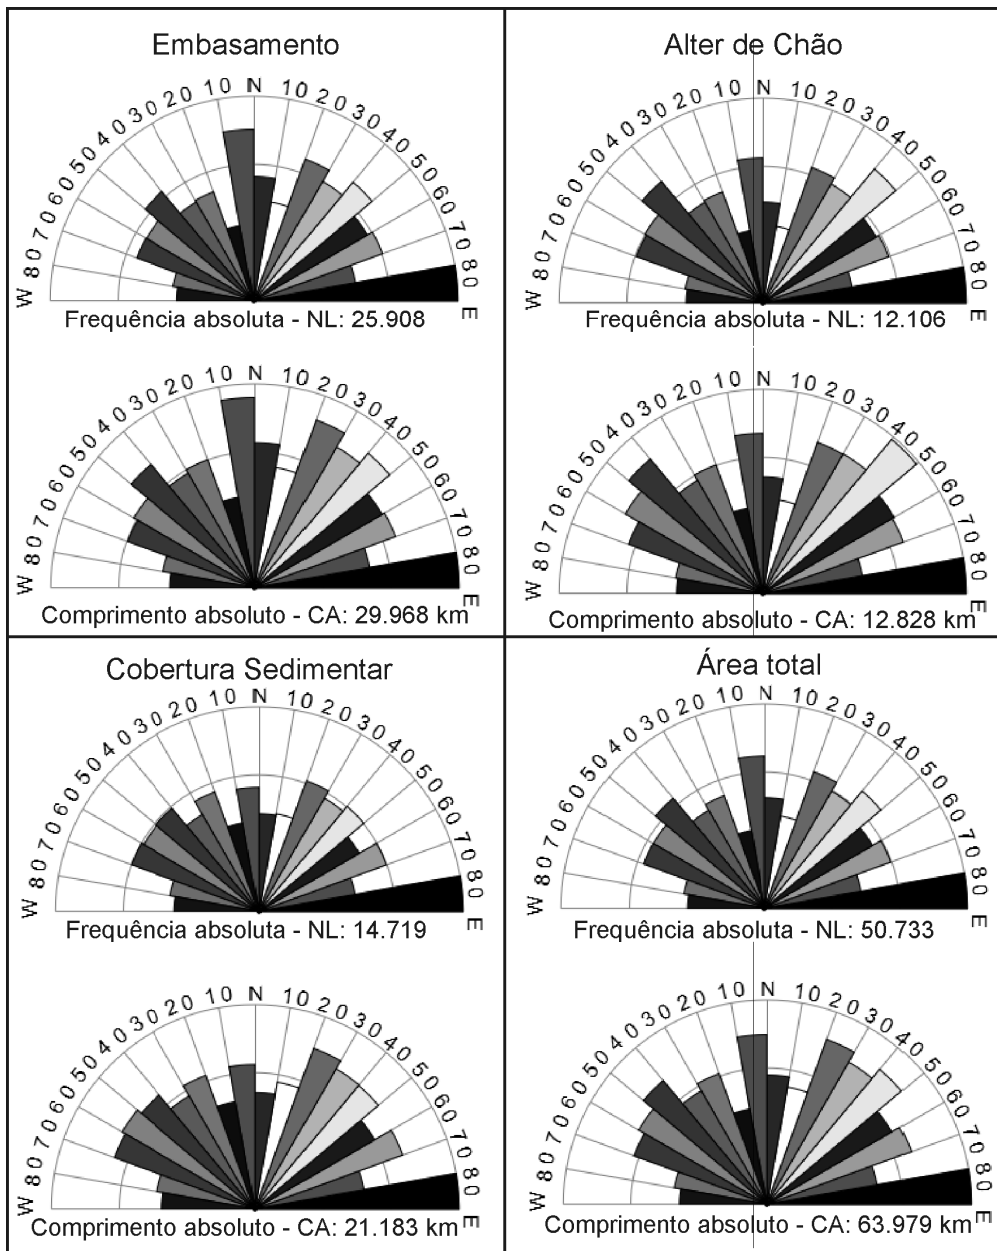 Embasamento
W 80 70 60 50 40 30 20 10 N 10 20 30 40 50 60 70 80 E
Frequência absoluta - NL: 25.908
W 80 70 60 50 40 30 20 10 N 10 20 30 40 50 60 70 80 E
Comprimento absoluto - CA: 29.968 km
Alter de Chão
W 80 70 60 50 40 30 20 10 N 10 20 30 40 50 60 70 80 E
Frequência absoluta - NL: 12.106
W 80 70 60 50 40 30 20 10 N 10 20 30 40 50 60 70 80 E
Comprimento absoluto - CA: 12.828 km
Cobertura Sedimentar
W 80 70 60 50 40 30 20 10 N 10 20 30 40 50 60 70 80 E
Frequência absoluta - NL: 14.719
W 80 70 60 50 40 30 20 10 N 10 20 30 40 50 60 70 80 E
Comprimento absoluto - CA: 21.183 km
Área total
W 80 70 60 50 40 30 20 10 N 10 20 30 40 50 60 70 80 E
Frequência absoluta - NL: 50.733
W 80 70 60 50 40 30 20 10 N 10 20 30 40 50 60 70 80 E
Comprimento absoluto - CA: 63.979 km